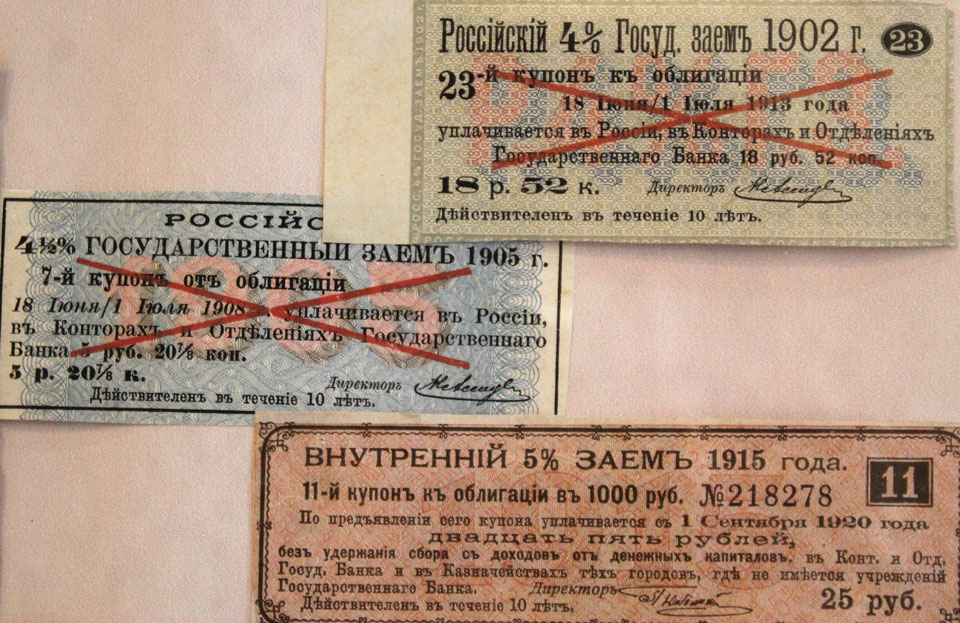 Россійскій 4% Госуд. заемъ 1902 г. 23
23-й купонъ къ облигаціи
18 Іюня/1 Іюля 1913 года
уплачивается въ Россіи, въ Конторахъ и Отдѣленіяхъ
Государственнаго Банка 18 руб. 52 коп.
18 р. 52 к. Директоръ
Дѣйствителенъ въ теченіе 10 лѣтъ.
РОССІЙС
4½% ГОСУДАРСТВЕННЫЙ ЗАЕМЪ 1905 г.
1905
7-й купонъ отъ облигаціи
18 Іюня/1 Іюля 1908 г. уплачивается въ Россіи,
въ Конторахъ и Отдѣленіяхъ Государственнаго
Банка 5 руб. 20⅞ коп.
5 р. 20⅞ к.
Директоръ
Дѣйствителенъ въ теченіе 10 лѣтъ.
ВНУТРЕННІЙ 5% ЗАЕМЪ 1915 года.
11
11-й купонъ къ облигаціи въ 1000 руб. №218278
По предъявленіи сего купона уплачивается съ 1 Сентября 1920 года
двадцать пять рублей,
безъ удержанія сбора съ доходовъ отъ денежныхъ капиталовъ, въ Конт. и Отд.
Госуд. Банка и въ Казначействахъ тѣхъ городовъ, гдѣ не имѣется учрежденій
Государственнаго Банка. Директоръ
Дѣйствителенъ въ теченіе 10 лѣтъ. 25 руб.